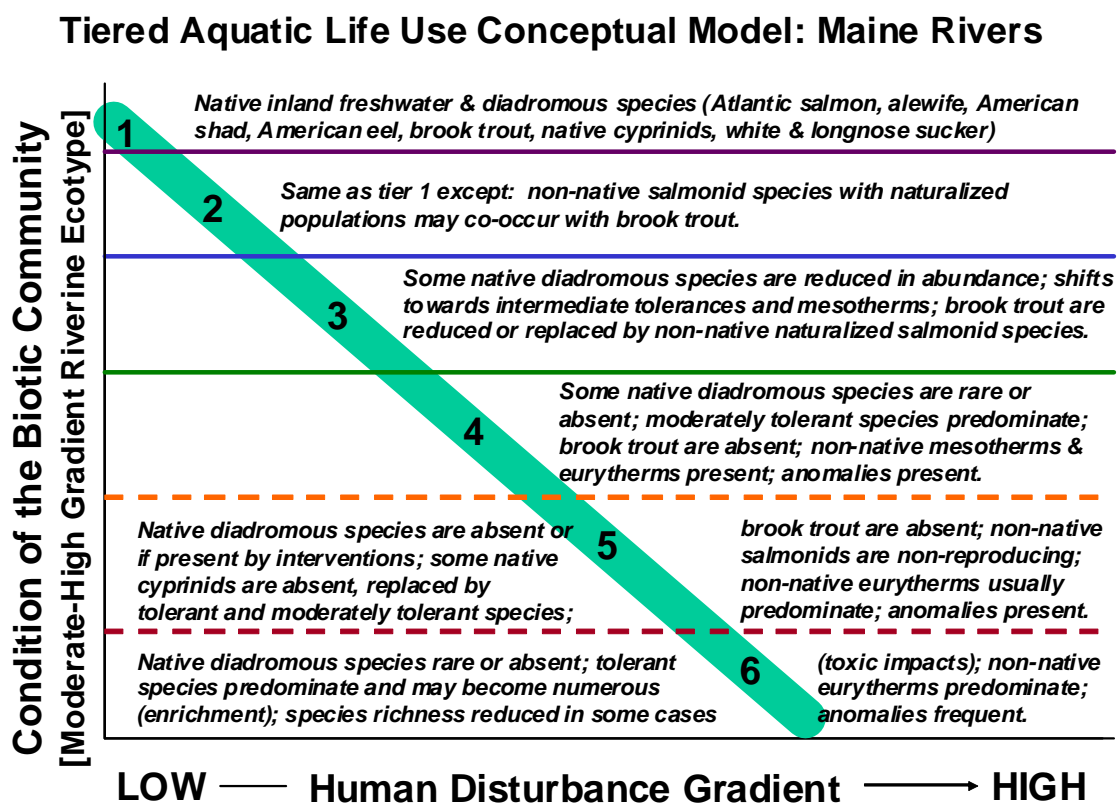 Tiered Aquatic Life Use Conceptual Model: Maine Rivers
Condition of the Biotic Community
[Moderate-High Gradient Riverine Ecotype]
1
Native inland freshwater & diadromous species (Atlantic salmon, alewife, American
shad, American eel, brook trout, native cyprinids, white & longnose sucker)
2
Same as tier 1 except: non-native salmonid species with naturalized
populations may co-occur with brook trout.
3
Some native diadromous species are reduced in abundance; shifts
towards intermediate tolerances and mesotherms; brook trout are
reduced or replaced by non-native naturalized salmonid species.
4
Some native diadromous species are rare or
absent; moderately tolerant species predominate;
brook trout are absent; non-native mesotherms &
eurytherms present; anomalies present.
Native diadromous species are absent or
if present by interventions; some native
cyprinids are absent, replaced by
tolerant and moderately tolerant species;
5
brook trout are absent; non-native
salmonids are non-reproducing;
non-native eurytherms usually
predominate; anomalies present.
Native diadromous species rare or absent; tolerant
species predominate and may become numerous
(enrichment); species richness reduced in some cases
6
(toxic impacts); non-native
eurytherms predominate;
anomalies frequent.
LOW Human Disturbance Gradient HIGH